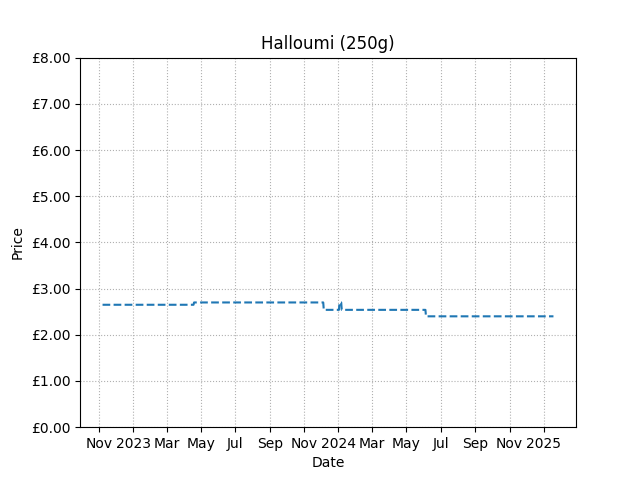 Halloumi (250g)
£8.00
£7.00
£6.00
£5.00
£4.00
£3.00
£2.00
£1.00
£0.00
Price
Nov 2023 Mar May Jul Sep Nov 2024 Mar May Jul Sep Nov 2025
Date